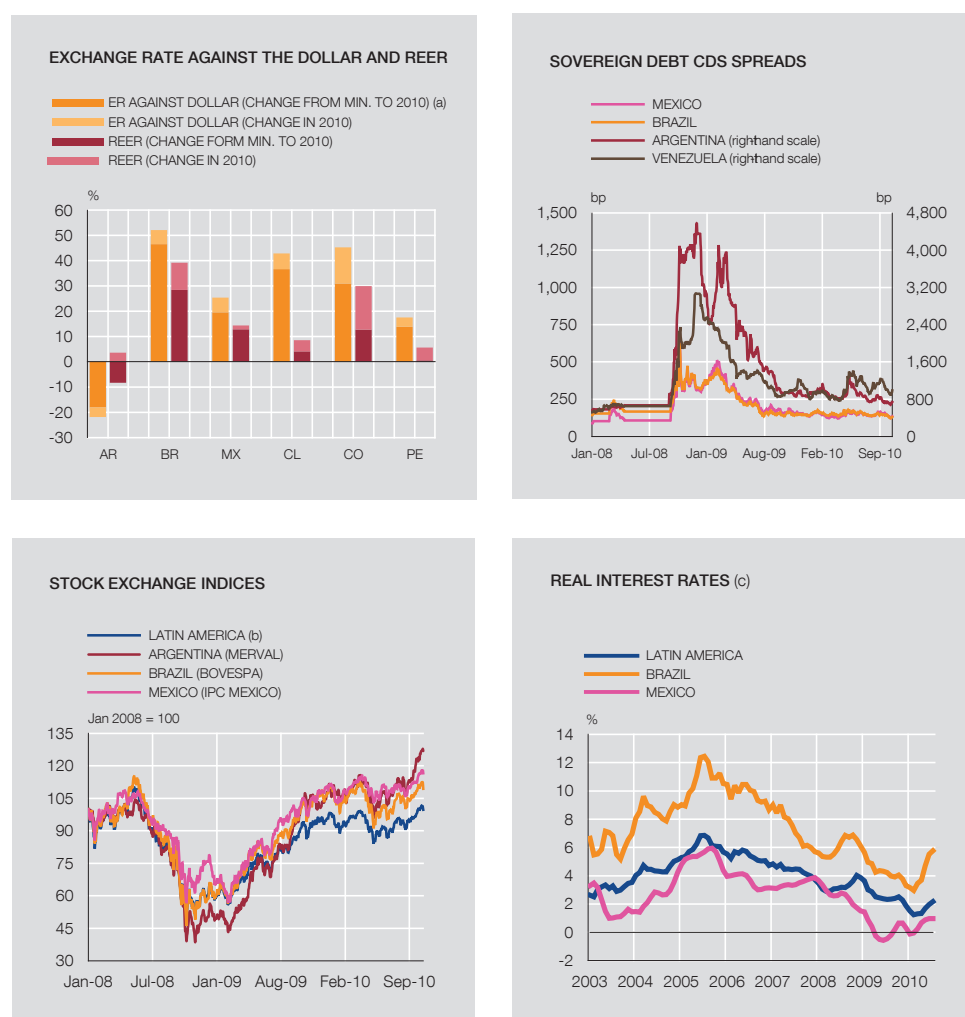 EXCHANGE RATE AGAINST THE DOLLAR AND REER
ER AGAINST DOLLAR (CHANGE FROM MIN. TO 2010) (a)
ER AGAINST DOLLAR (CHANGE IN 2010)
REER (CHANGE FORM MIN. TO 2010)
REER (CHANGE IN 2010)
%
60
50
40
30
20
10
0
-10
-20
-30
AR BR MX CL CO PE
SOVEREIGN DEBT CDS SPREADS
MEXICO
BRAZIL
ARGENTINA (right-hand scale)
VENEZUELA (right-hand scale)
bp bp
1,500 4,800
1,250 4,000
1,000 3,200
750 2,400
500 1,600
250 800
0 0
Jan-08 Jul-08 Jan-09 Aug-09 Feb-10 Sep-10
STOCK EXCHANGE INDICES
LATIN AMERICA (b)
ARGENTINA (MERVAL)
BRAZIL (BOVESPA)
MEXICO (IPC MEXICO)
Jan 2008 = 100
135
120
105
90
75
60
45
30
Jan-08 Jul-08 Jan-09 Aug-09 Feb-10 Sep-10
REAL INTEREST RATES (c)
LATIN AMERICA
BRAZIL
MEXICO
%
14
12
10
8
6
4
2
0
-2
2003 2004 2005 2006 2007 2008 2009 2010